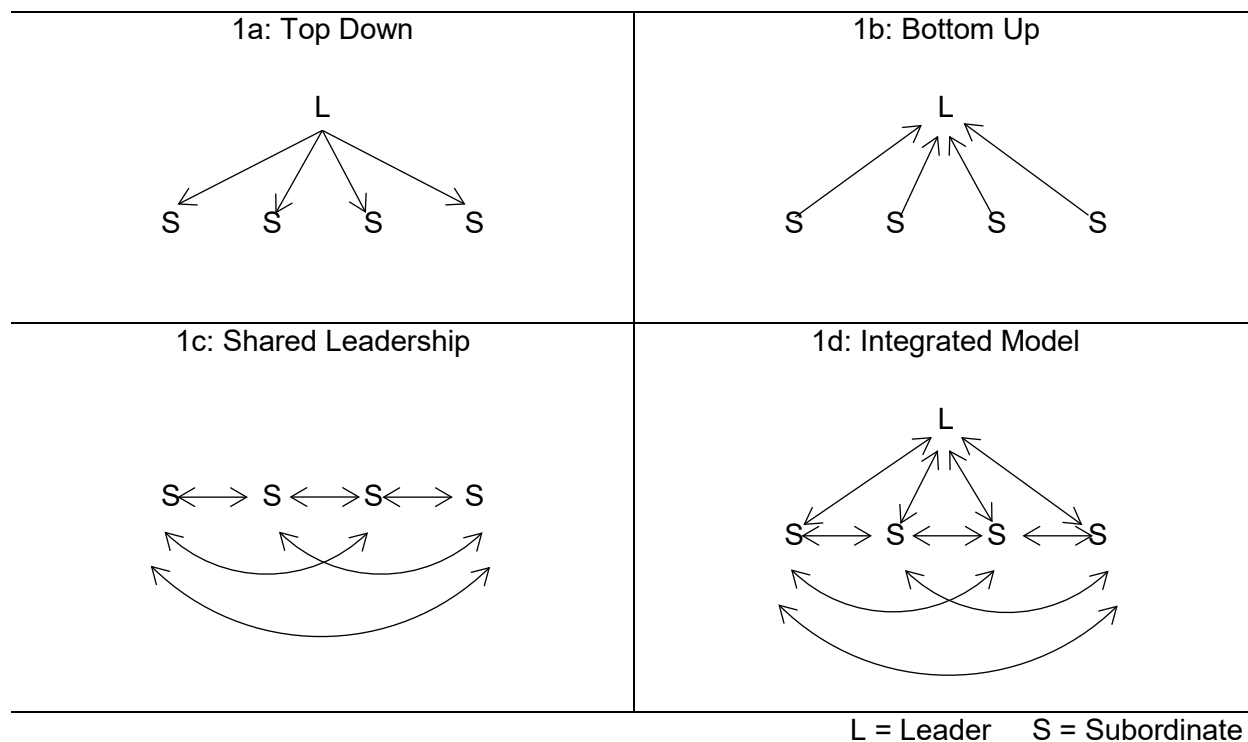 1a: Top Down
1b: Bottom Up
L
L
S S S S
S S S S
1c: Shared Leadership
1d: Integrated Model
L
S S S S
S S S S
L = Leader S = Subordinate